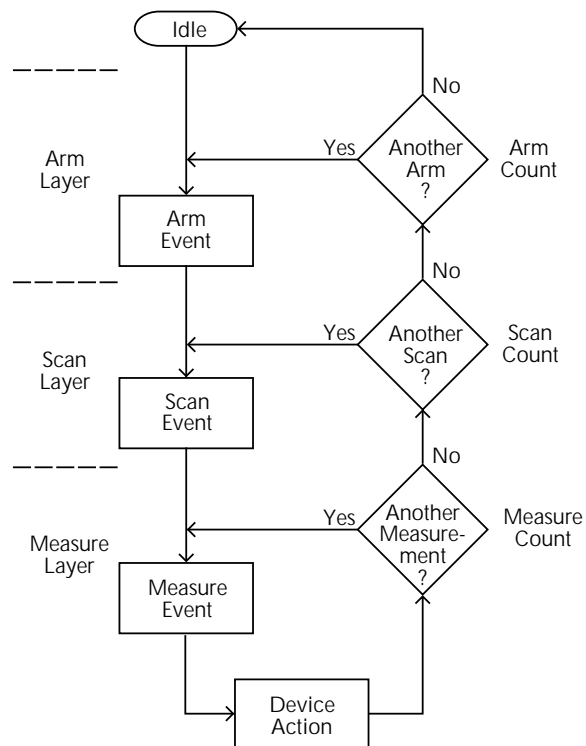 Idle
No
Arm
Layer
Yes
Another
Arm
?
Arm
Count
Arm
Event
No
Scan
Layer
Yes
Another
Scan
?
Scan
Count
Scan
Event
No
Measure
Layer
Yes
Another
Measure-
ment
?
Measure
Count
Measure
Event
Device
Action